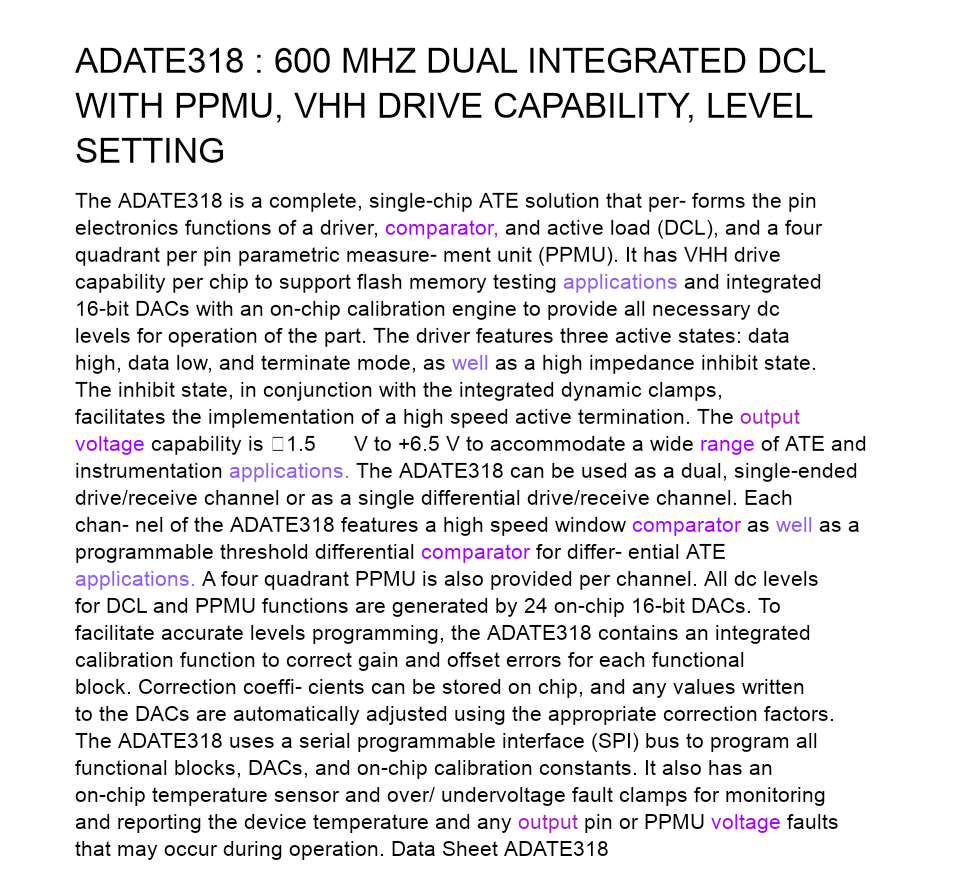 ADATE318 : 600 MHZ DUAL INTEGRATED DCL
WITH PPMU, VHH DRIVE CAPABILITY, LEVEL
SETTING
The ADATE318 is a complete, single-chip ATE solution that per- forms the pin
electronics functions of a driver, comparator, and active load (DCL), and a four
quadrant per pin parametric measure- ment unit (PPMU). It has VHH drive
capability per chip to support flash memory testing applications and integrated
16-bit DACs with an on-chip calibration engine to provide all necessary dc
levels for operation of the part. The driver features three active states: data
high, data low, and terminate mode, as well as a high impedance inhibit state.
The inhibit state, in conjunction with the integrated dynamic clamps,
facilitates the implementation of a high speed active termination. The output
voltage capability is □1.5 V to +6.5 V to accommodate a wide range of ATE and
instrumentation applications. The ADATE318 can be used as a dual, single-ended
drive/receive channel or as a single differential drive/receive channel. Each
chan- nel of the ADATE318 features a high speed window comparator as well as a
programmable threshold differential comparator for differ- ential ATE
applications. A four quadrant PPMU is also provided per channel. All dc levels
for DCL and PPMU functions are generated by 24 on-chip 16-bit DACs. To
facilitate accurate levels programming, the ADATE318 contains an integrated
calibration function to correct gain and offset errors for each functional
block. Correction coeffi- cients can be stored on chip, and any values written
to the DACs are automatically adjusted using the appropriate correction factors.
The ADATE318 uses a serial programmable interface (SPI) bus to program all
functional blocks, DACs, and on-chip calibration constants. It also has an
on-chip temperature sensor and over/ undervoltage fault clamps for monitoring
and reporting the device temperature and any output pin or PPMU voltage faults
that may occur during operation. Data Sheet ADATE318